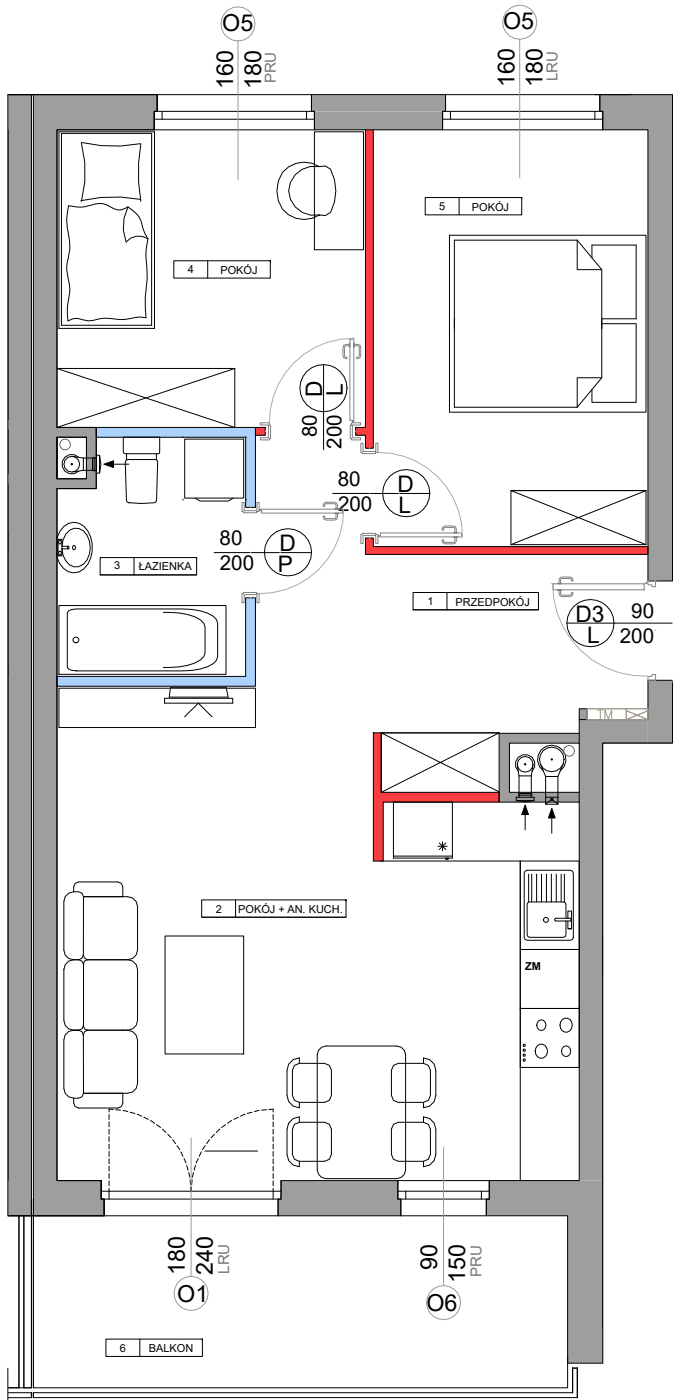 O5
160
180
PRU
O5
160
180
LRU
5 POKÓJ
4 POKÓJ
D
L
80
200
80
200
D
L
80
200
D
P
3 ŁAZIENKA
1 PRZEDPOKÓJ
D3
L
90
200
TM
2 POKÓJ + AN. KUCH.
ZM
180
240
LRU
O1
90
150
PRU
O6
6 BALKON